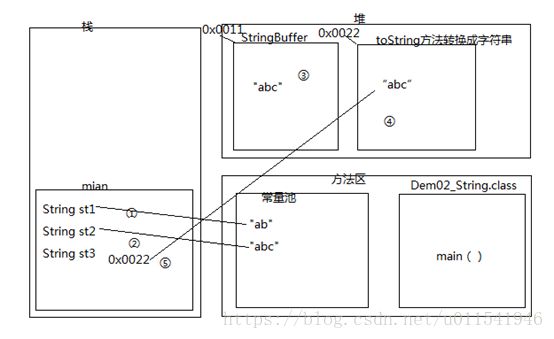 栈
堆
0x0011
StringBuffer
0x0022
toString方法转换成字符串
"abc"
③
“abc”
④
mian
String st1
①
String st2
②
String st3
0x0022
⑤
方法区
常量池
"ab"
"abc"
Dem02_String.class
main ( )
https://blog.csdn.net/u011541946